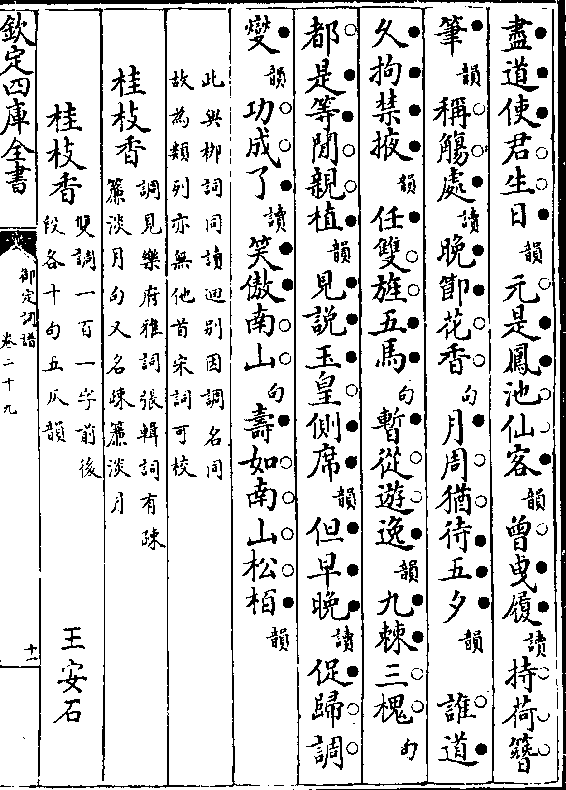 盡道使君生日韻元是鳳池仙客韻曾曵履讀持荷簪
筆韻稱觴處讀晚節花香句月周猶待五夕韻誰道
久拘禁掖韻任雙旌五馬句暫從遊逸韻九棘三槐句
都是等閒親植韻見說玉皇側席韻但早晚讀促歸調
燮韻功成了讀笑傲南山句壽如南山松栢韻
此與柳詞同讀迥别因調名同
故為類列亦無他首宋詞可校
桂枝香
調見樂府雅詞張輯詞有疎
簾淡月句又名疎簾淡月
桂枝香
雙調一百一字前後
段各十句五仄韻
王安石
欽定四庫全書
御定詞譜
卷二十九
十一